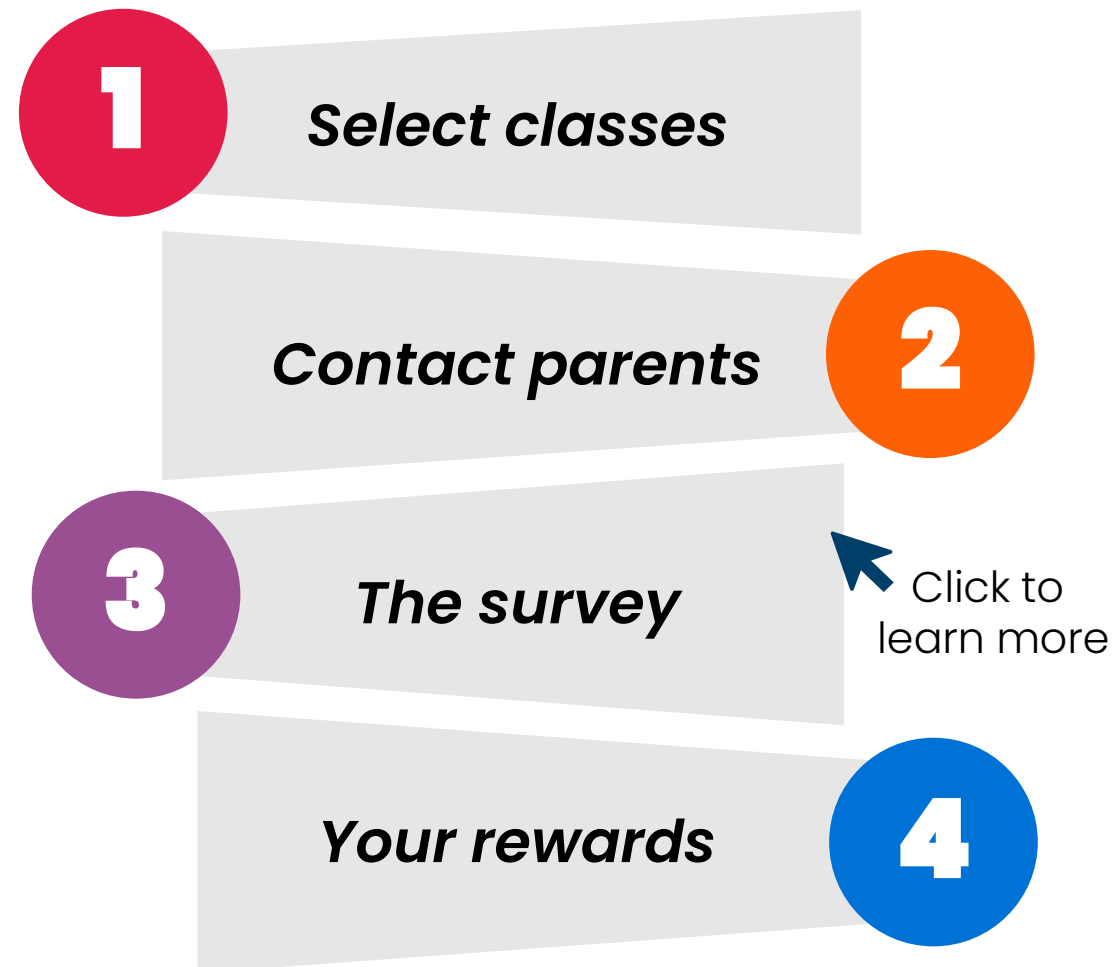 1
Select classes
Contact parents
2
3
The survey
Click to
learn more
Your rewards
4